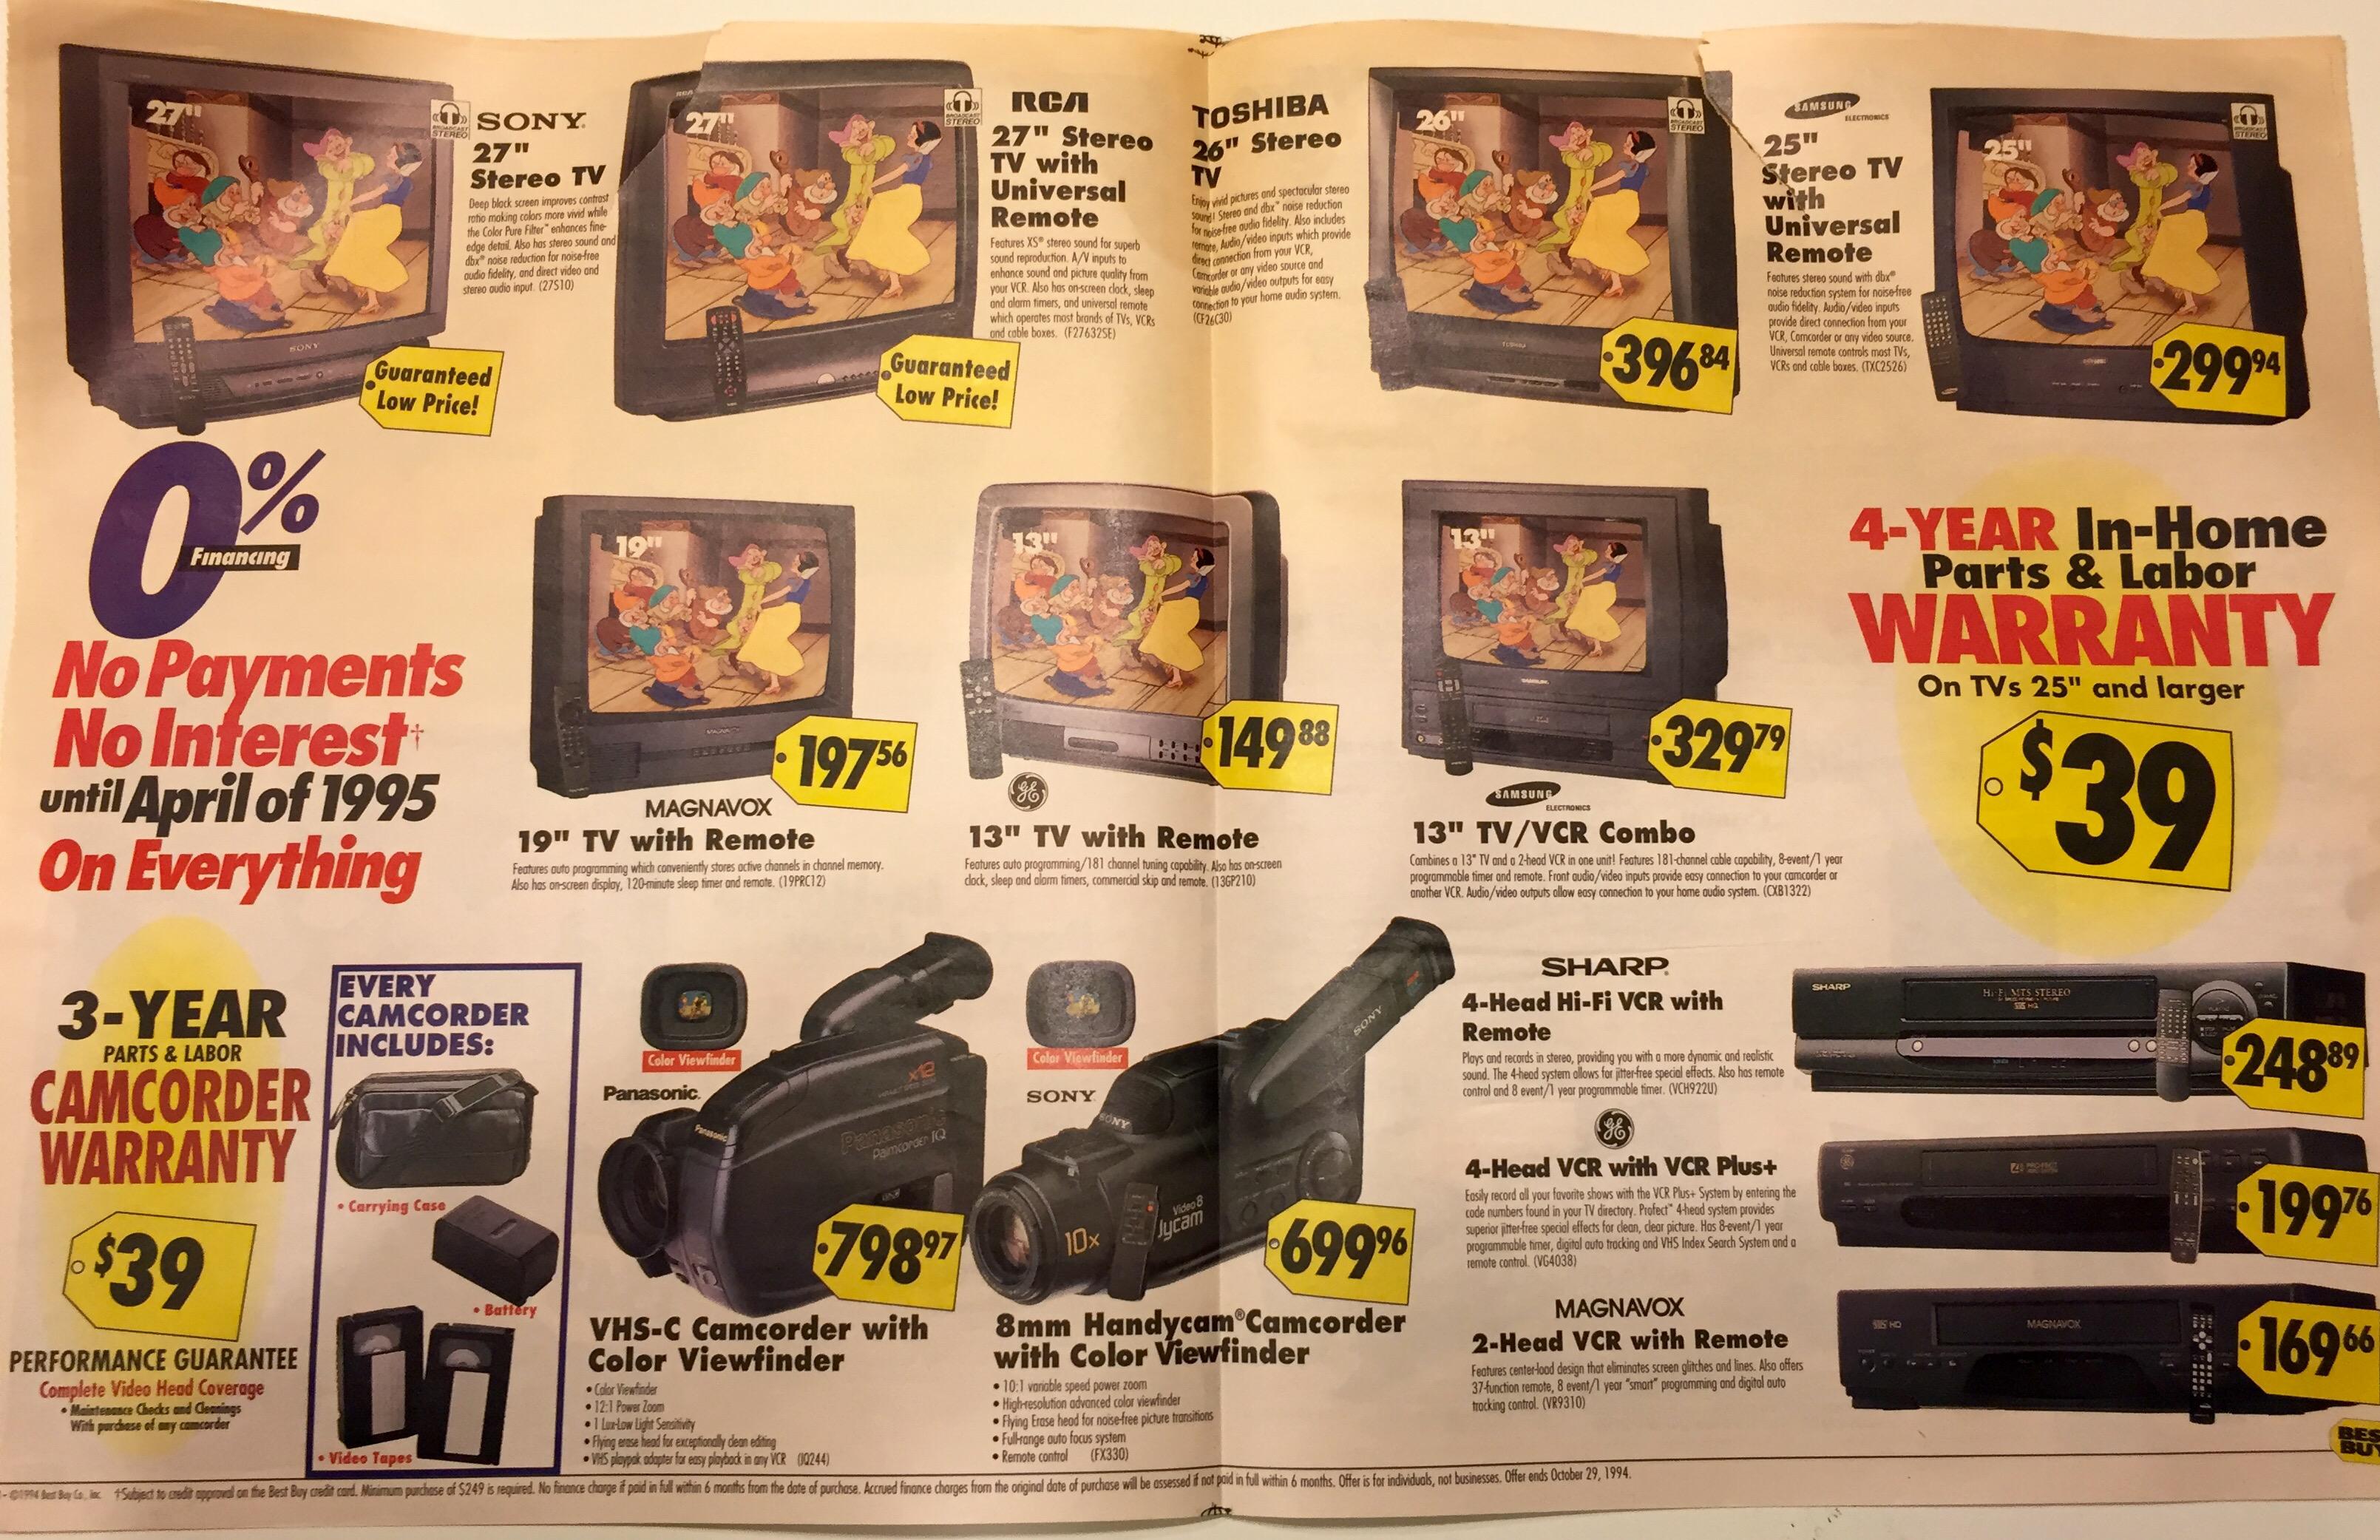 27"
BROADCAST
STEREO
SONY
SONY
27"
Stereo TV
Deep black screen improves contrast
ratio making colors more vivid while
the Color Pure Filter™ enhances fine-
edge detail. Also has stereo sound and
dbx® noise reduction for noise-free
audio fidelity, and direct video and
stereo audio input. (27S10)
Guaranteed
Low Price!
RCA
27"
BROADCAST
STEREO
RCA
27" Stereo
TV with
Universal
Remote
Features XS® stereo sound for superb
sound reproduction. A/V inputs to
enhance sound and picture quality from
your VCR. Also has on-screen clock, sleep
and alarm timers, and universal remote
which operates most brands of TVs, VCRs
and cable boxes. (F27632SE)
Guaranteed
Low Price!
TOSHIBA
26" Stereo
TV
Enjoy vivid pictures and spectacular stereo
sound! Stereo and dbx™ noise reduction
for noise-free audio fidelity. Also includes
remote, Audio/video inputs which provide
direct connection from your VCR,
Camcorder or any video source and
variable audio/video outputs for easy
connection to your home audio system.
(CF26C30)
26"
BROADCAST
STEREO
TOSHIBA
396 84
SAMSUNG
ELECTRONICS
25"
Stereo TV
with
Universal
Remote
Features stereo sound with dbx®
noise reduction system for noise-free
audio fidelity. Audio/video inputs
provide direct connection from your
VCR, Camcorder or any video source.
Universal remote controls most TVs,
VCRs and cable boxes. (TXC2526)
25"
BROADCAST
STEREO
299 94
0%
Financing
No Payments
No Interest†
until April of 1995
On Everything
19"
MAGNAVOX
197 56
MAGNAVOX
19" TV with Remote
Features auto programming which conveniently stores active channels in channel memory.
Also has on-screen display, 120-minute sleep timer and remote. (19PRC12)
13"
149 88
GE
13" TV with Remote
Features auto programming/181 channel tuning capability. Also has on-screen
clock, sleep and alarm timers, commercial skip and remote. (13GP210)
13"
SAMSUNG
329 79
SAMSUNG
ELECTRONICS
13" TV/VCR Combo
Combines a 13" TV and a 2-head VCR in one unit! Features 181-channel cable capability, 8-event/1 year
programmable timer and remote. Front audio/video inputs provide easy connection to your camcorder or
another VCR. Audio/video outputs allow easy connection to your home audio system. (CXB1322)
4-YEAR In-Home
Parts & Labor
WARRANTY
On TVs 25" and larger
$39
3-YEAR
PARTS & LABOR
CAMCORDER
WARRANTY
$39
PERFORMANCE GUARANTEE
Complete Video Head Coverage
• Maintenance Checks and Cleanings
With purchase of any camcorder
EVERY
CAMCORDER
INCLUDES:
• Carrying Case
• Battery
• Video Tapes
Color Viewfinder
Panasonic
Panasonic
x12
Panasonic
Palmcorder IQ
798 97
VHS-C Camcorder with
Color Viewfinder
• Color Viewfinder
• 12:1 Power Zoom
• 1 Lux-Low Light Sensitivity
• Flying erase head for exceptionally clean editing
• VHS playpak adapter for easy playback in any VCR (IQ244)
Color Viewfinder
SONY
SONY
SONY
10x
Video 8
dycam
699 96
8mm Handycam® Camcorder
with Color Viewfinder
• 10:1 variable speed power zoom
• High-resolution advanced color viewfinder
• Flying Erase head for noise-free picture transitions
• Full-range auto focus system
• Remote control (FX330)
SHARP
4-Head Hi-Fi VCR with
Remote
Plays and records in stereo, providing you with a more dynamic and realistic
sound. The 4-head system allows for jitter-free special effects. Also has remote
control and 8 event/1 year programmable timer. (VCH922U)
SHARP
Hi-Fi MTS STEREO
VHS HQ
248 89
GE
4-Head VCR with VCR Plus+
Easily record all your favorite shows with the VCR Plus+ System by entering the
code numbers found in your TV directory. Profect™ 4-head system provides
superior jitter-free special effects for clean, clear picture. Has 8-event/1 year
programmable timer, digital auto tracking and VHS Index Search System and a
remote control. (VG4038)
199 76
MAGNAVOX
2-Head VCR with Remote
Features center-load design that eliminates screen glitches and lines. Also offers
37-function remote, 8 event/1 year "smart" programming and digital auto
tracking control. (VR9310)
VHS HQ
MAGNAVOX
169 66
BES
BUY
©1994 Best Buy Co., Inc. †Subject to credit approval on the Best Buy credit card. Minimum purchase of $249 is required. No finance charge if paid in full within 6 months from the date of purchase. Accrued finance charges from the original date of purchase will be assessed if not paid in full within 6 months. Offer is for individuals, not businesses. Offer ends October 29, 1994.